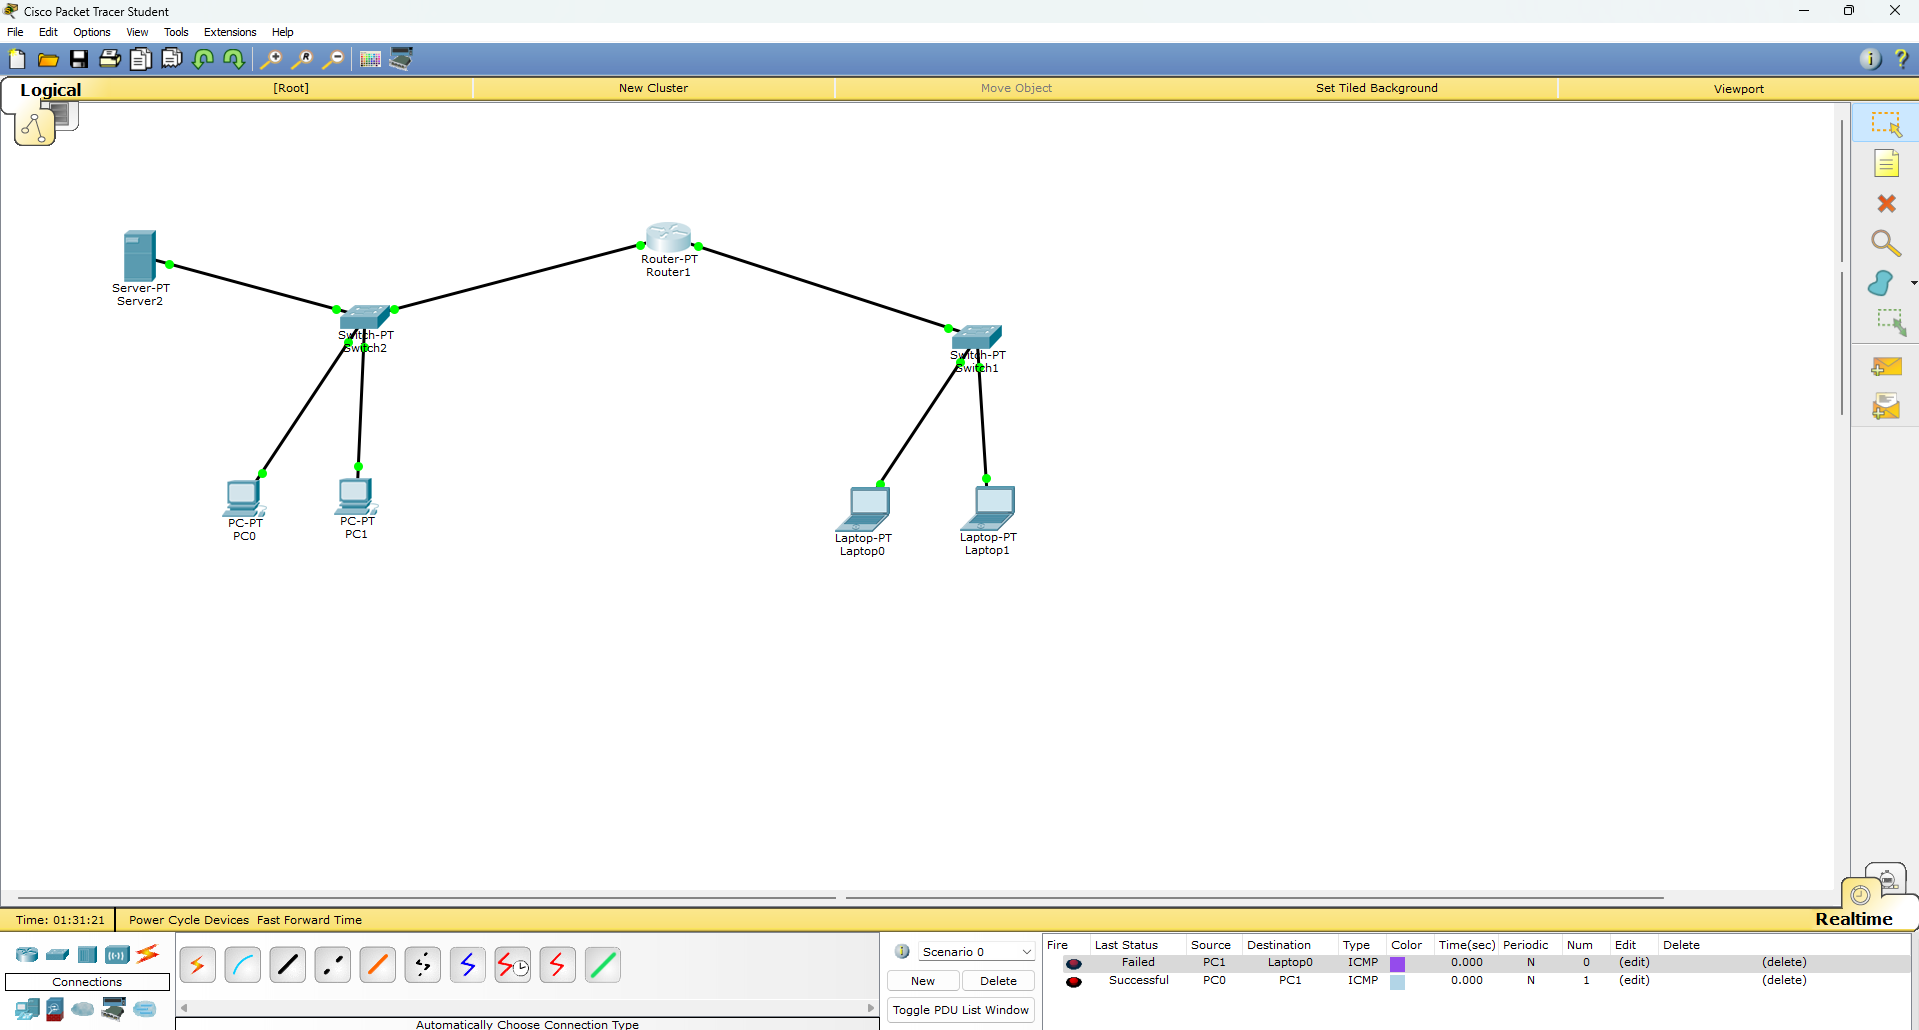 Cisco Packet Tracer Student
File Edit Options View Tools Extensions Help
Logical [Root] New Cluster Move Object Set Tiled Background Viewport
Router-PT
Router1
Server-PT
Server2
Switch-PT
Switch2
Switch-PT
Switch1
PC-PT
PC0
PC-PT
PC1
Laptop-PT
Laptop0
Laptop-PT
Laptop1
Time: 01:31:21 Power Cycle Devices Fast Forward Time Realtime
Connections
Automatically Choose Connection Type
Scenario 0
New Delete
Toggle PDU List Window
Fire Last Status Source Destination Type Color Time(sec) Periodic Num Edit Delete
Failed PC1 Laptop0 ICMP 0.000 N 0 (edit) (delete)
Successful PC0 PC1 ICMP 0.000 N 1 (edit) (delete)